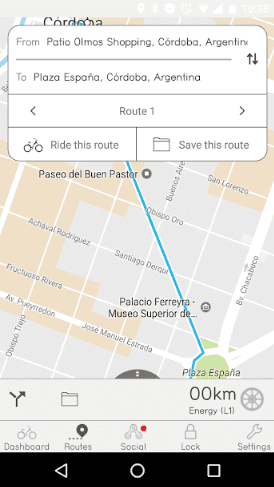 10:38
Córdoba
From Patio Olmos Shopping, Córdoba, Argentina
To Plaza España, Córdoba, Argentina
Route 1
Ride this route
Save this route
Paseo del Buen Pastor
San Lorenzo
Buenos Aires
Obispo Oro
Achaval Rodríguez
Santiago Derqui
Av. Chacabuco
Fructuoso Rivera
Palacio Ferreyra -
Museo Superior de...
Av. Pueyrredón
Obispo Trejo
José Manuel Estrada
Plaza España
00km
Energy (L1)
Dashboard
Routes
Social
Lock
Settings